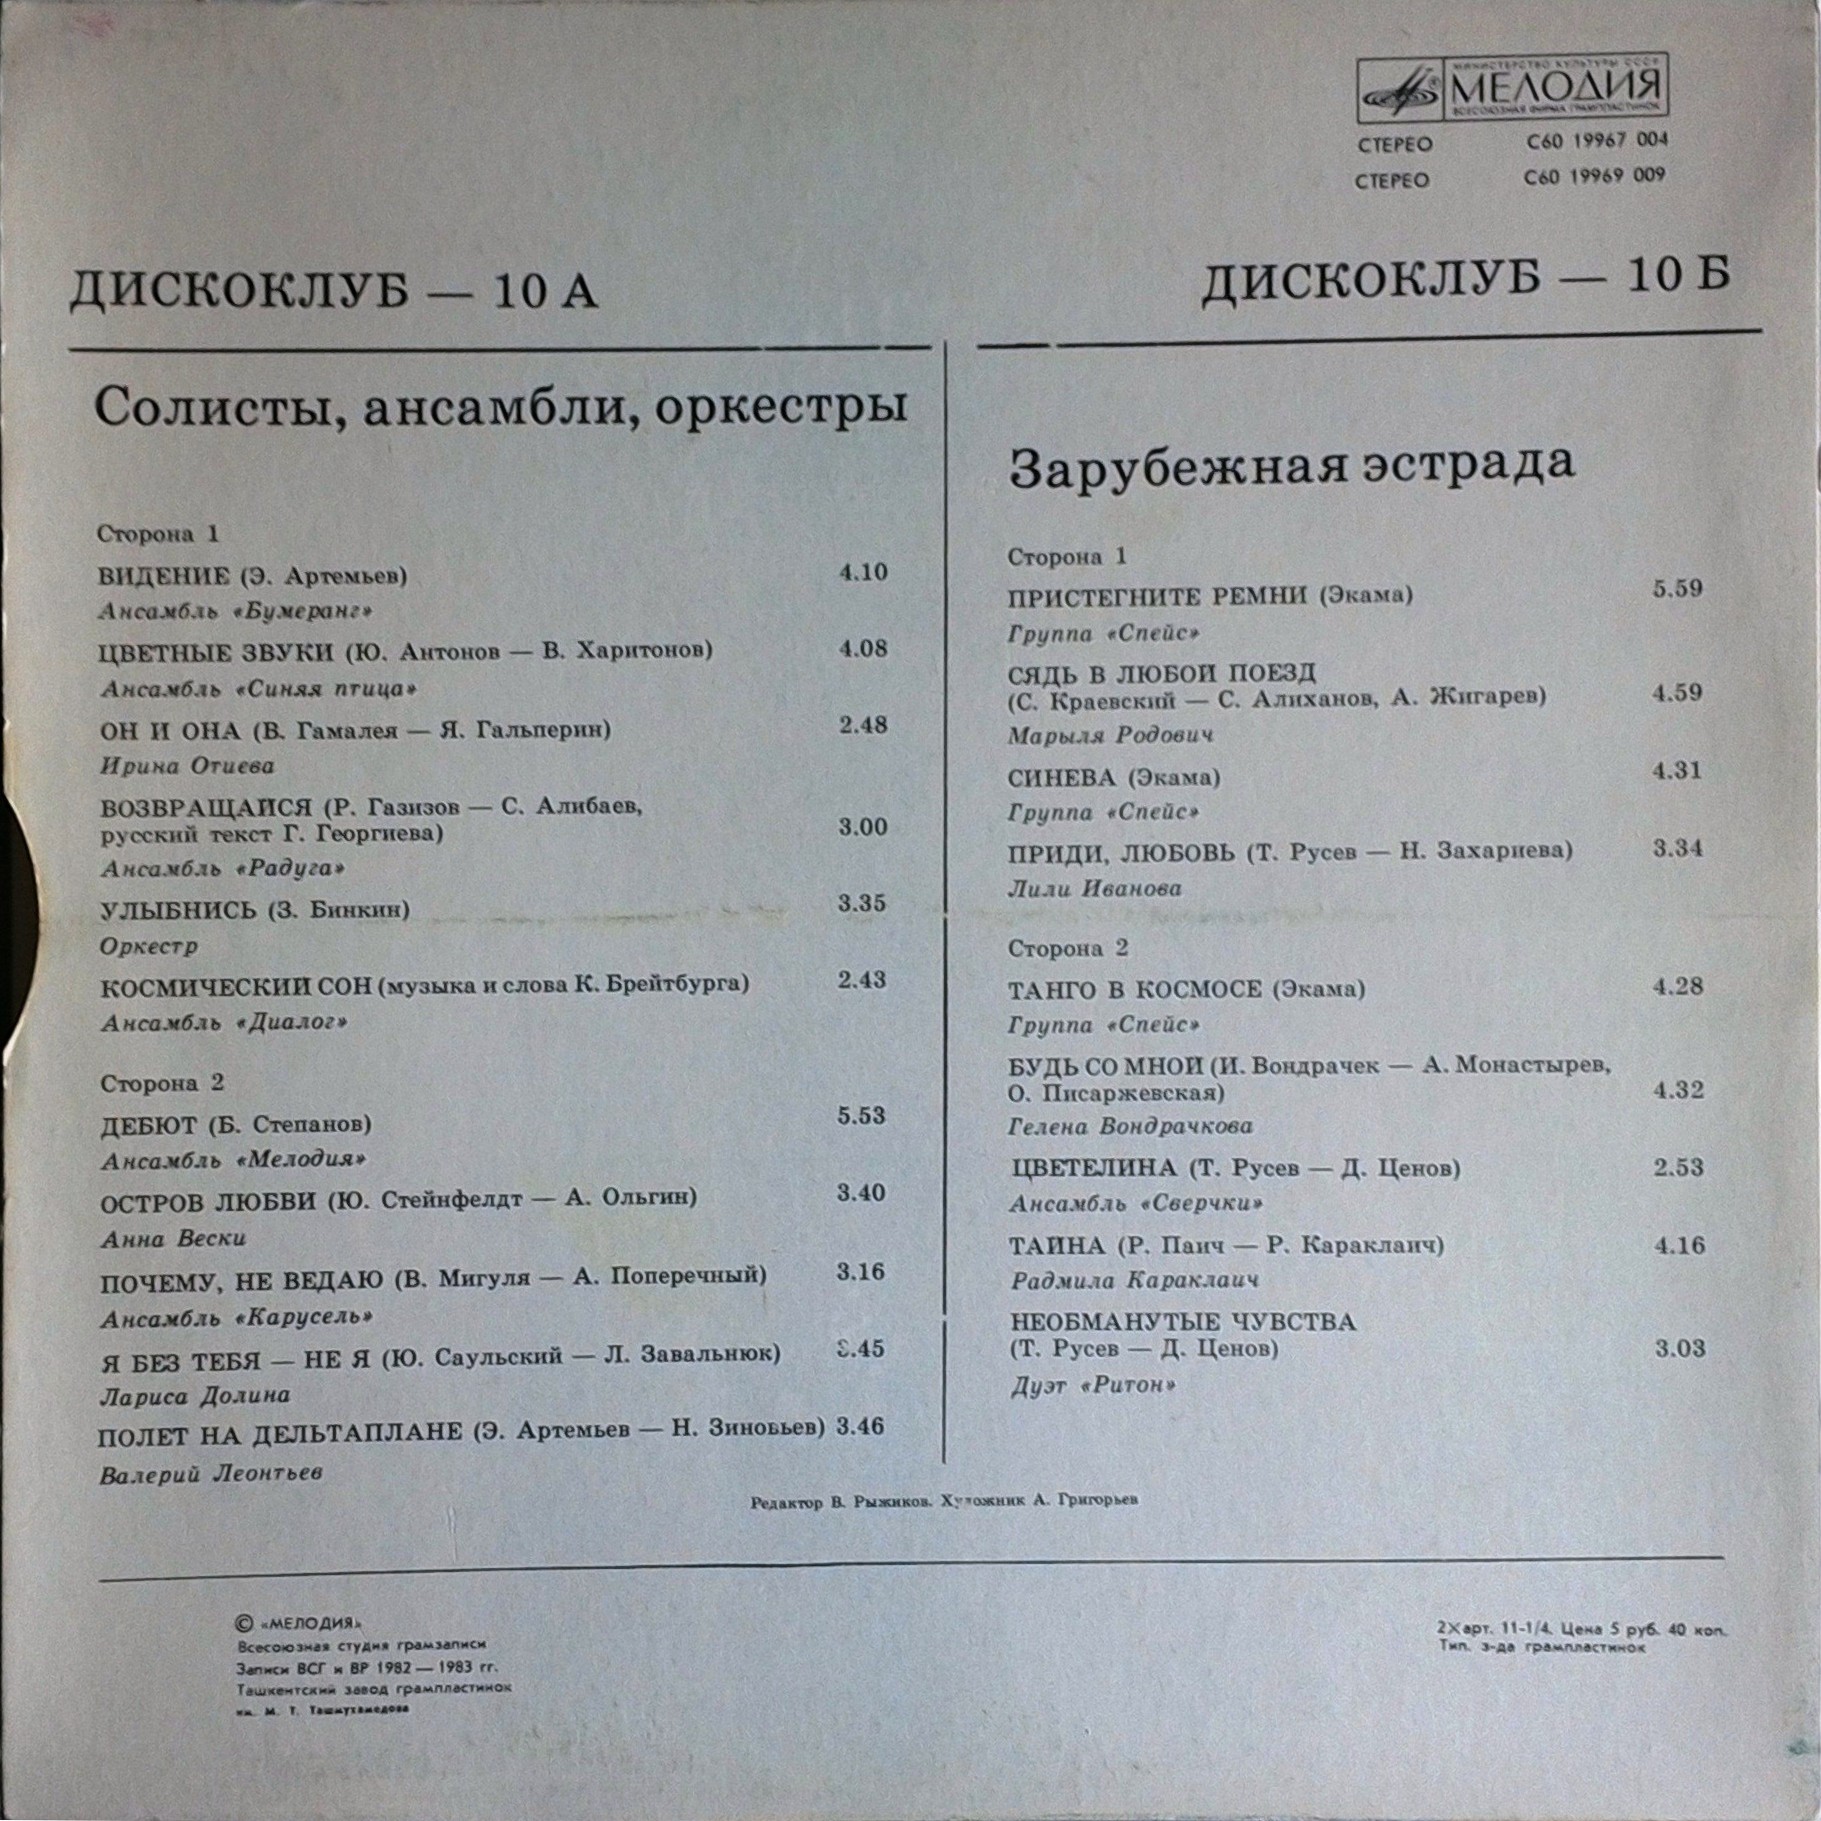 МИНИСТЕРСТВО КУЛЬТУРЫ СССР
МЕЛОДИЯ
ВСЕСОЮЗНАЯ ФИРМА ГРАМПЛАСТИНОК
СТЕРЕО С60 19967 004
СТЕРЕО С60 19969 009
ДИСКОКЛУБ — 10 А
Солисты, ансамбли, оркестры
Сторона 1
ВИДЕНИЕ (Э. Артемьев) 4.10
Ансамбль «Бумеранг»
ЦВЕТНЫЕ ЗВУКИ (Ю. Антонов — В. Харитонов) 4.08
Ансамбль «Синяя птица»
ОН И ОНА (В. Гамалея — Я. Гальперин) 2.48
Ирина Отиева
ВОЗВРАЩАЙСЯ (Р. Газизов — С. Алибаев,
русский текст Г. Георгиева) 3.00
Ансамбль «Радуга»
УЛЫБНИСЬ (З. Бинкин) 3.35
Оркестр
КОСМИЧЕСКИЙ СОН (музыка и слова К. Брейтбурга) 2.43
Ансамбль «Диалог»
Сторона 2
ДЕБЮТ (Б. Степанов) 5.53
Ансамбль «Мелодия»
ОСТРОВ ЛЮБВИ (Ю. Стейнфелдт — А. Ольгин) 3.40
Анна Вески
ПОЧЕМУ, НЕ ВЕДАЮ (В. Мигуля — А. Поперечный) 3.16
Ансамбль «Карусель»
Я БЕЗ ТЕБЯ — НЕ Я (Ю. Саульский — Л. Завальнюк) 3.45
Лариса Долина
ПОЛЕТ НА ДЕЛЬТАПЛАНЕ (Э. Артемьев — Н. Зиновьев) 3.46
Валерий Леонтьев
ДИСКОКЛУБ — 10 Б
Зарубежная эстрада
Сторона 1
ПРИСТЕГНИТЕ РЕМНИ (Экама) 5.59
Группа «Спейс»
СЯДЬ В ЛЮБОЙ ПОЕЗД
(С. Краевский — С. Алиханов, А. Жигарев) 4.59
Марыля Родович
СИНЕВА (Экама) 4.31
Группа «Спейс»
ПРИДИ, ЛЮБОВЬ (Т. Русев — Н. Захариева) 3.34
Лили Иванова
Сторона 2
ТАНГО В КОСМОСЕ (Экама) 4.28
Группа «Спейс»
БУДЬ СО МНОЙ (И. Вондрачек — А. Монастырев,
О. Писаржевская) 4.32
Гелена Вондрачкова
ЦВЕТЕЛИНА (Т. Русев — Д. Ценов) 2.53
Ансамбль «Сверчки»
ТАЙНА (Р. Паич — Р. Караклаич) 4.16
Радмила Караклаич
НЕОБМАНУТЫЕ ЧУВСТВА
(Т. Русев — Д. Ценов) 3.03
Дуэт «Ритон»
Редактор В. Рыжиков. Художник А. Григорьев
© «МЕЛОДИЯ»
Всесоюзная студия грамзаписи
Записи ВСГ и ВР 1982 — 1983 гг.
Ташкентский завод грампластинок
им. М. Т. Ташмухамедова
2Харт. 11-1/4. Цена 5 руб. 40 коп.
Тип. з-да грампластинок